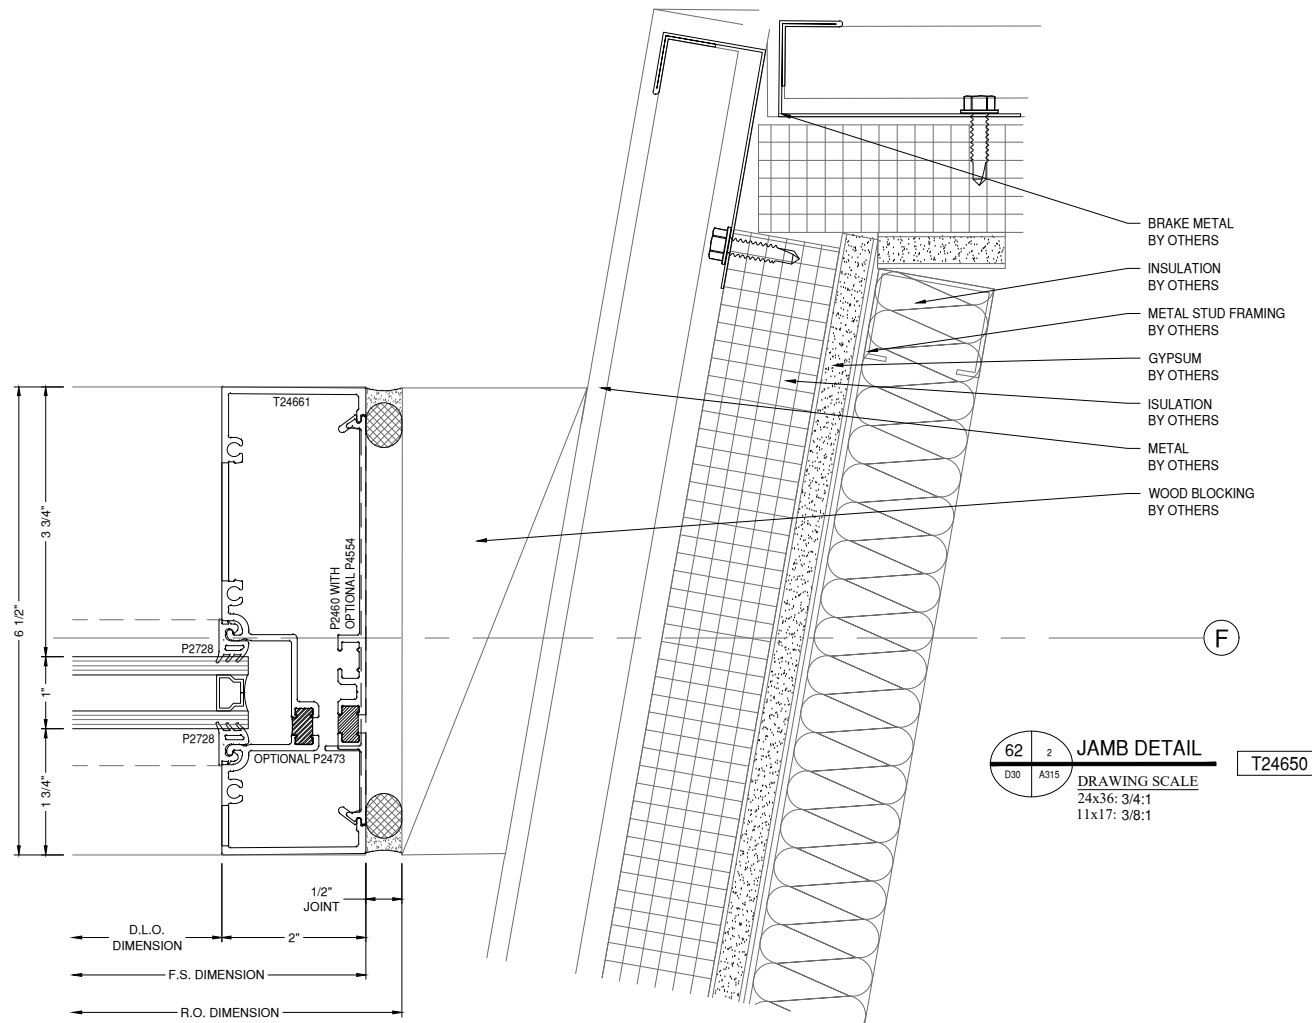 BRAKE METAL
BY OTHERS
INSULATION
BY OTHERS
METAL STUD FRAMING
BY OTHERS
GYPSUM
BY OTHERS
ISULATION
BY OTHERS
METAL
BY OTHERS
WOOD BLOCKING
BY OTHERS
T24661
P2460 WITH
OPTIONAL P4554
3 3/4"
6 1/2"
1"
1 3/4"
P2728
P2728
OPTIONAL P2473
F
62
2
D30
A315
JAMB DETAIL
T24650
DRAWING SCALE
24x36: 3/4:1
11x17: 3/8:1
1/2"
JOINT
D.L.O.
DIMENSION
2"
F.S. DIMENSION
R.O. DIMENSION